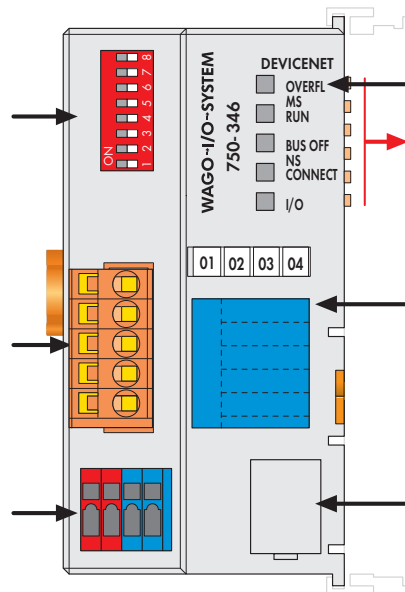 WAGO-I/O-SYSTEM
750-346
DEVICENET
OVERFL
MS
RUN
BUS OFF
NS
CONNECT
I/O
ON
1 2 3 4 5 6 7 8
01 02 03 04